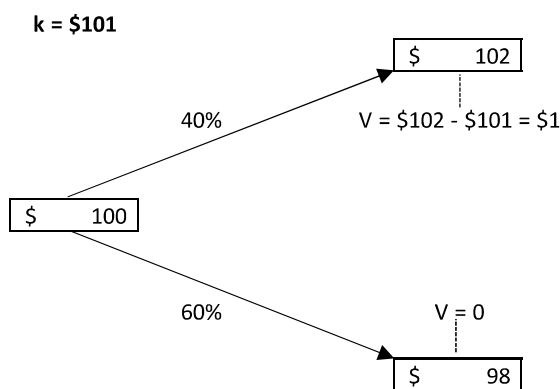 k = $101
$ 102
40%
V = $102 - $101 = $1
$ 100
60%
V = 0
$ 98